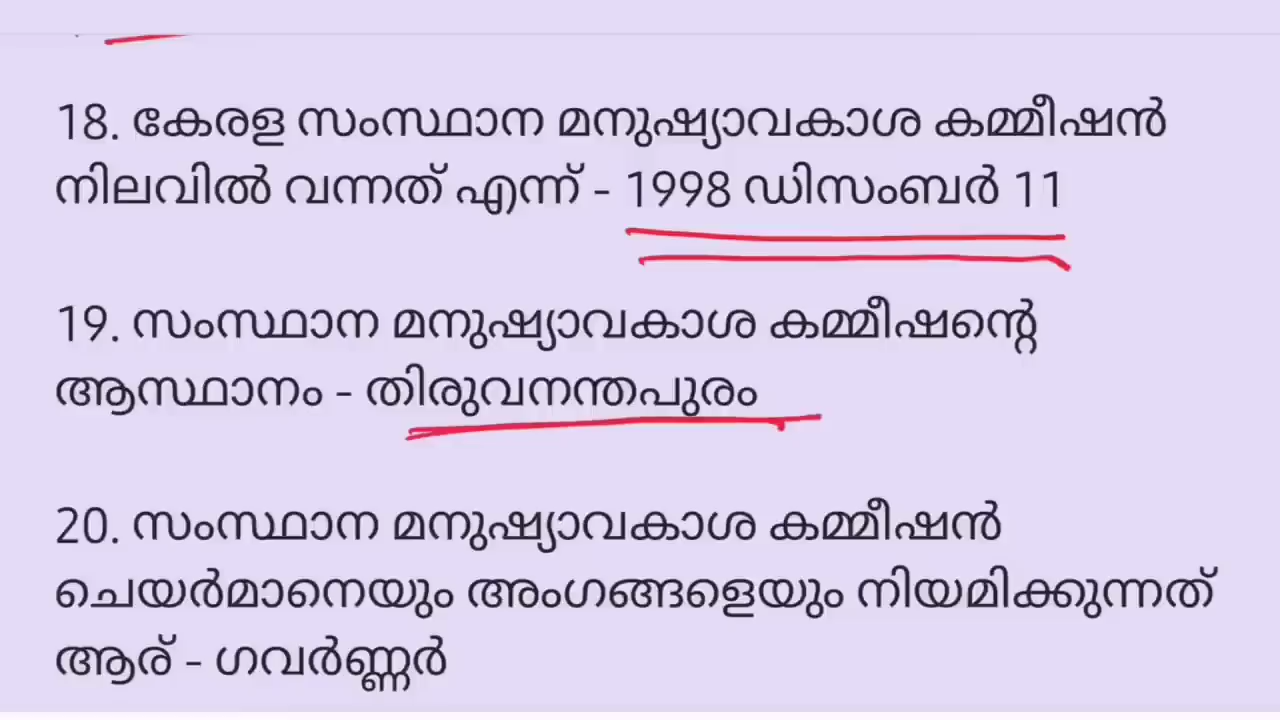 18. കേരള സംസ്ഥാന മനുഷ്യാവകാശ കമ്മീഷൻ
നിലവിൽ വന്നത് എന്ന് - 1998 ഡിസംബർ 11
19. സംസ്ഥാന മനുഷ്യാവകാശ കമ്മീഷന്റെ
ആസ്ഥാനം - തിരുവനന്തപുരം
20. സംസ്ഥാന മനുഷ്യാവകാശ കമ്മീഷൻ
ചെയർമാനെയും അംഗങ്ങളെയും നിയമിക്കുന്നത്
ആര് - ഗവർണ്ണർ